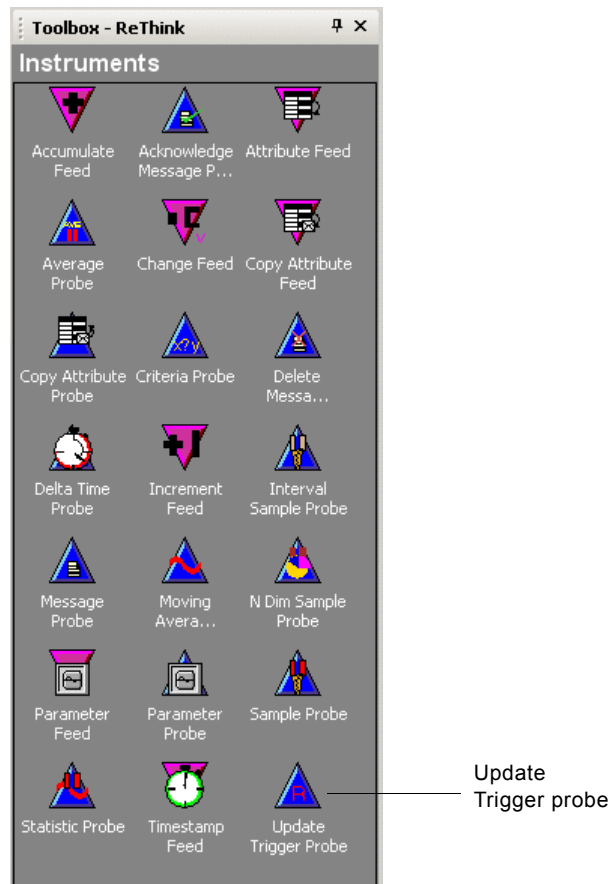 Toolbox - ReThink
Instruments
Accumulate Feed
Acknowledge Message P...
Attribute Feed
Average Probe
Change Feed
Copy Attribute Feed
Copy Attribute Probe
Criteria Probe
Delete Messa...
Delta Time Probe
Increment Feed
Interval Sample Probe
Message Probe
Moving Avera...
N Dim Sample Probe
Parameter Feed
Parameter Probe
Sample Probe
Statistic Probe
Timestamp Feed
Update Trigger Probe
Update
Trigger probe